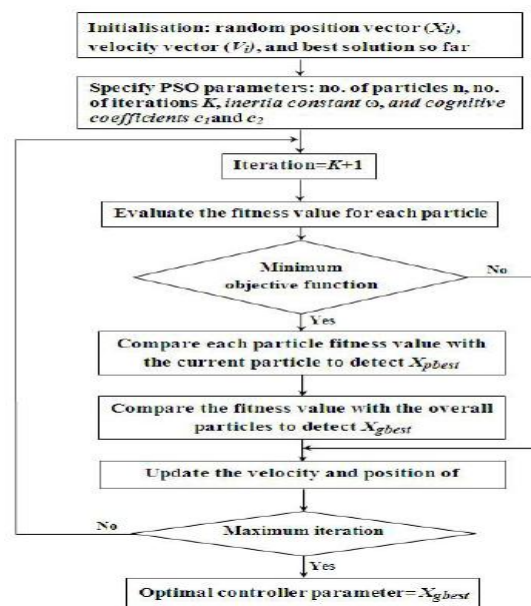 Initialisation: random position vector (Xi),
velocity vector (Vi), and best solution so far
Specify PSO parameters: no. of particles n, no.
of iterations K, inertia constant ω, and cognitive
coefficients c1 and c2
Iteration=K+1
Evaluate the fitness value for each particle
Minimum
objective function
No
Yes
Compare each particle fitness value with
the current particle to detect Xpbest
Compare the fitness value with the overall
particles to detect Xgbest
Update the velocity and position of
No
Maximum iteration
Yes
Optimal controller parameter= Xgbest